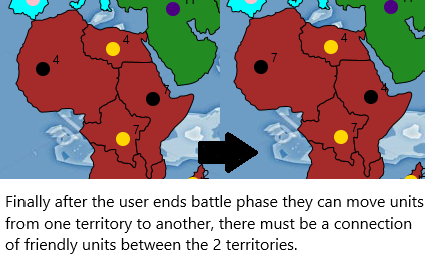 4
4
7
7
7
4
4
7
Finally after the user ends battle phase they can move units
from one territory to another, there must be a connection
of friendly units between the 2 territories.